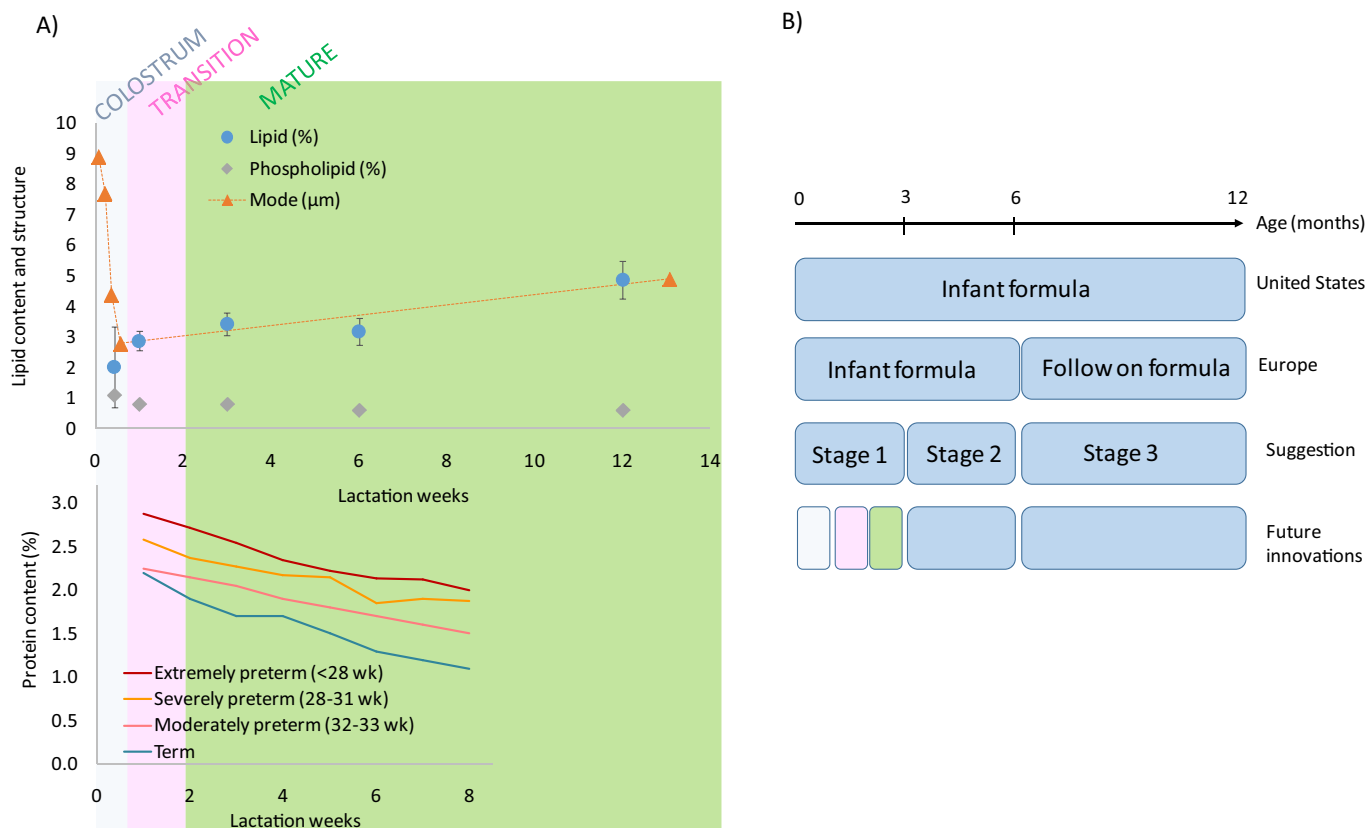 A)
COLOSTRUM
TRANSITION
MATURE
10
9
8
7
6
5
4
3
2
1
0
Lipid content and structure
Lipid (%)
Phospholipid (%)
Mode (µm)
0 2 4 6 8 10 12 14
Lactation weeks
3.0
2.5
2.0
1.5
1.0
0.5
0.0
Protein content (%)
Extremely preterm (<28 wk)
Severely preterm (28-31 wk)
Moderately preterm (32-33 wk)
Term
0 2 4 6 8
Lactation weeks
B)
0 3 6 12
Age (months)
Infant formula
United States
Infant formula Follow on formula
Europe
Stage 1 Stage 2 Stage 3
Suggestion
Future
innovations